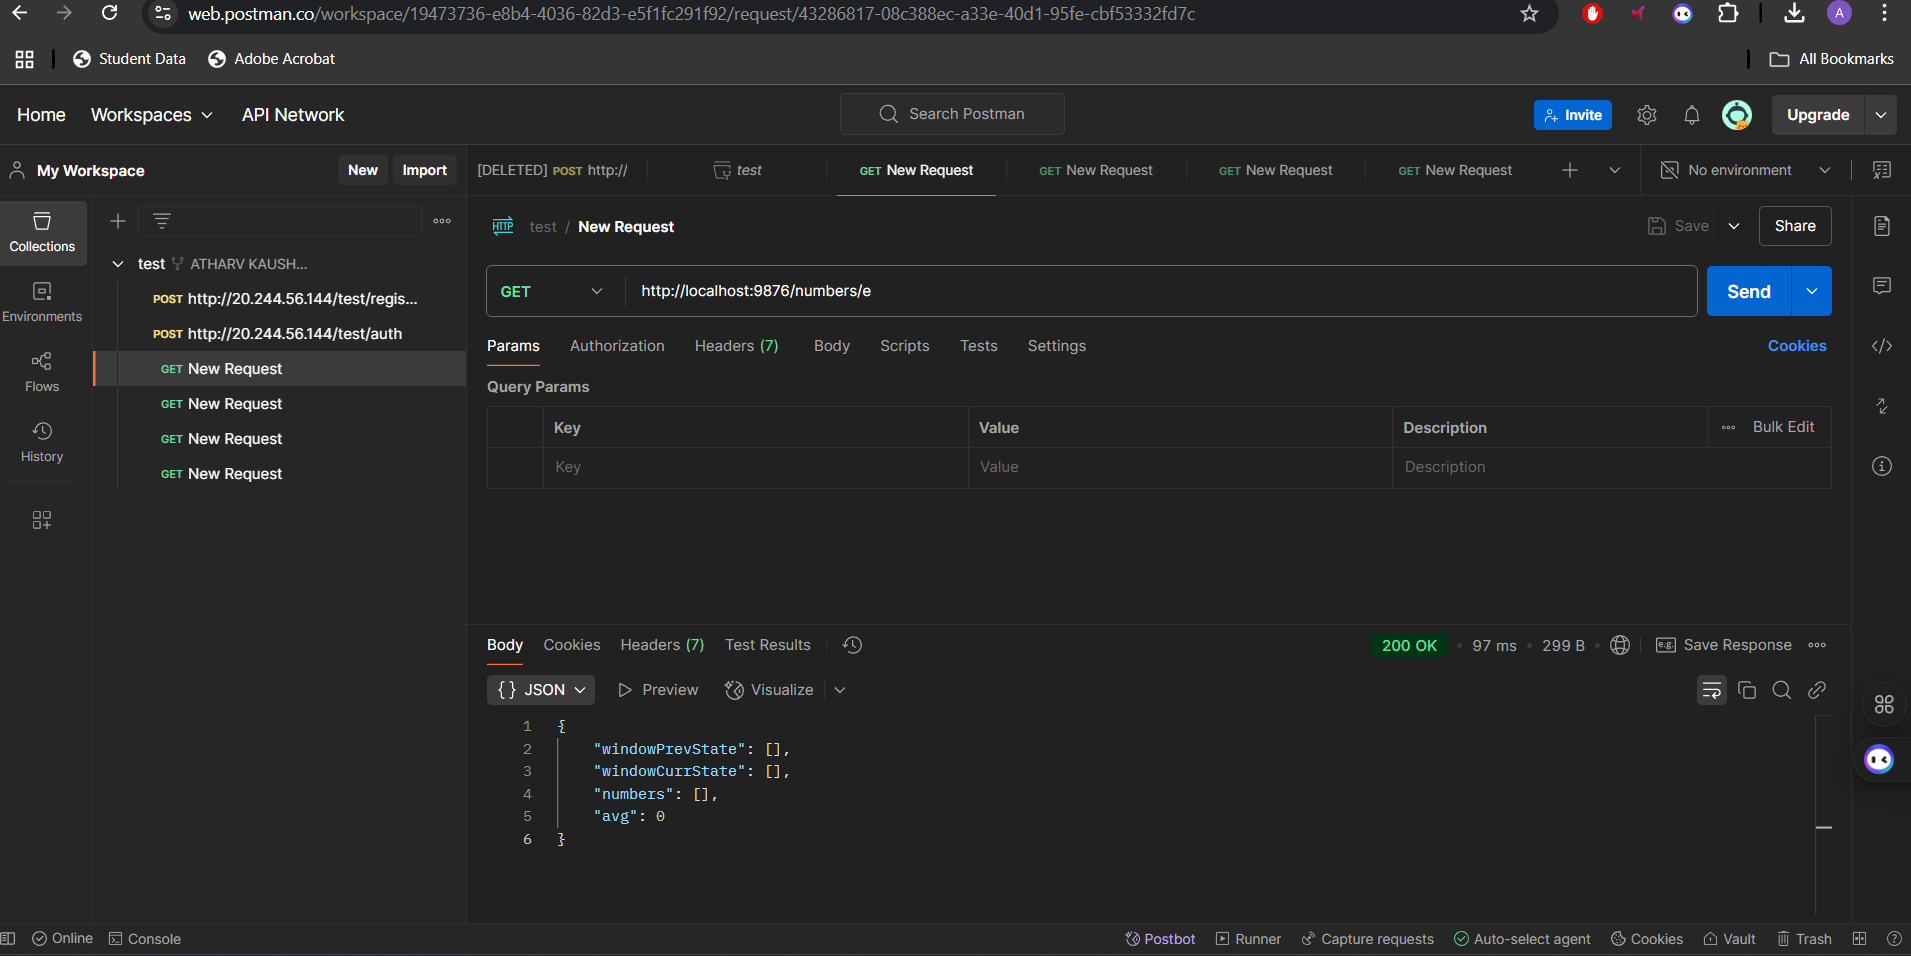 web.postman.co/workspace/19473736-e8b4-4036-82d3-e5f1fc291f92/request/43286817-08c388ec-a33e-40d1-95fe-cbf53332fd7c
A
Student Data
Adobe Acrobat
All Bookmarks
Home
Workspaces
API Network
Search Postman
Invite
Upgrade
My Workspace
New
Import
[DELETED] POST http://
test
GET New Request
GET New Request
GET New Request
GET New Request
No environment
Collections
Environments
Flows
History
test ATHARV KAUSH...
POST http://20.244.56.144/test/regis...
POST http://20.244.56.144/test/auth
GET New Request
GET New Request
GET New Request
GET New Request
HTTP test / New Request
Save
Share
GET
http://localhost:9876/numbers/e
Send
Params
Authorization
Headers (7)
Body
Scripts
Tests
Settings
Cookies
Query Params
Key Value Description Bulk Edit
Key Value Description
Body
Cookies
Headers (7)
Test Results
200 OK • 97 ms • 299 B
e.g. Save Response
{} JSON
Preview
Visualize
1 {
2 "windowPrevState": [],
3 "windowCurrState": [],
4 "numbers": [],
5 "avg": 0
6 }
Online
Console
Postbot
Runner
Capture requests
Auto-select agent
Cookies
Vault
Trash